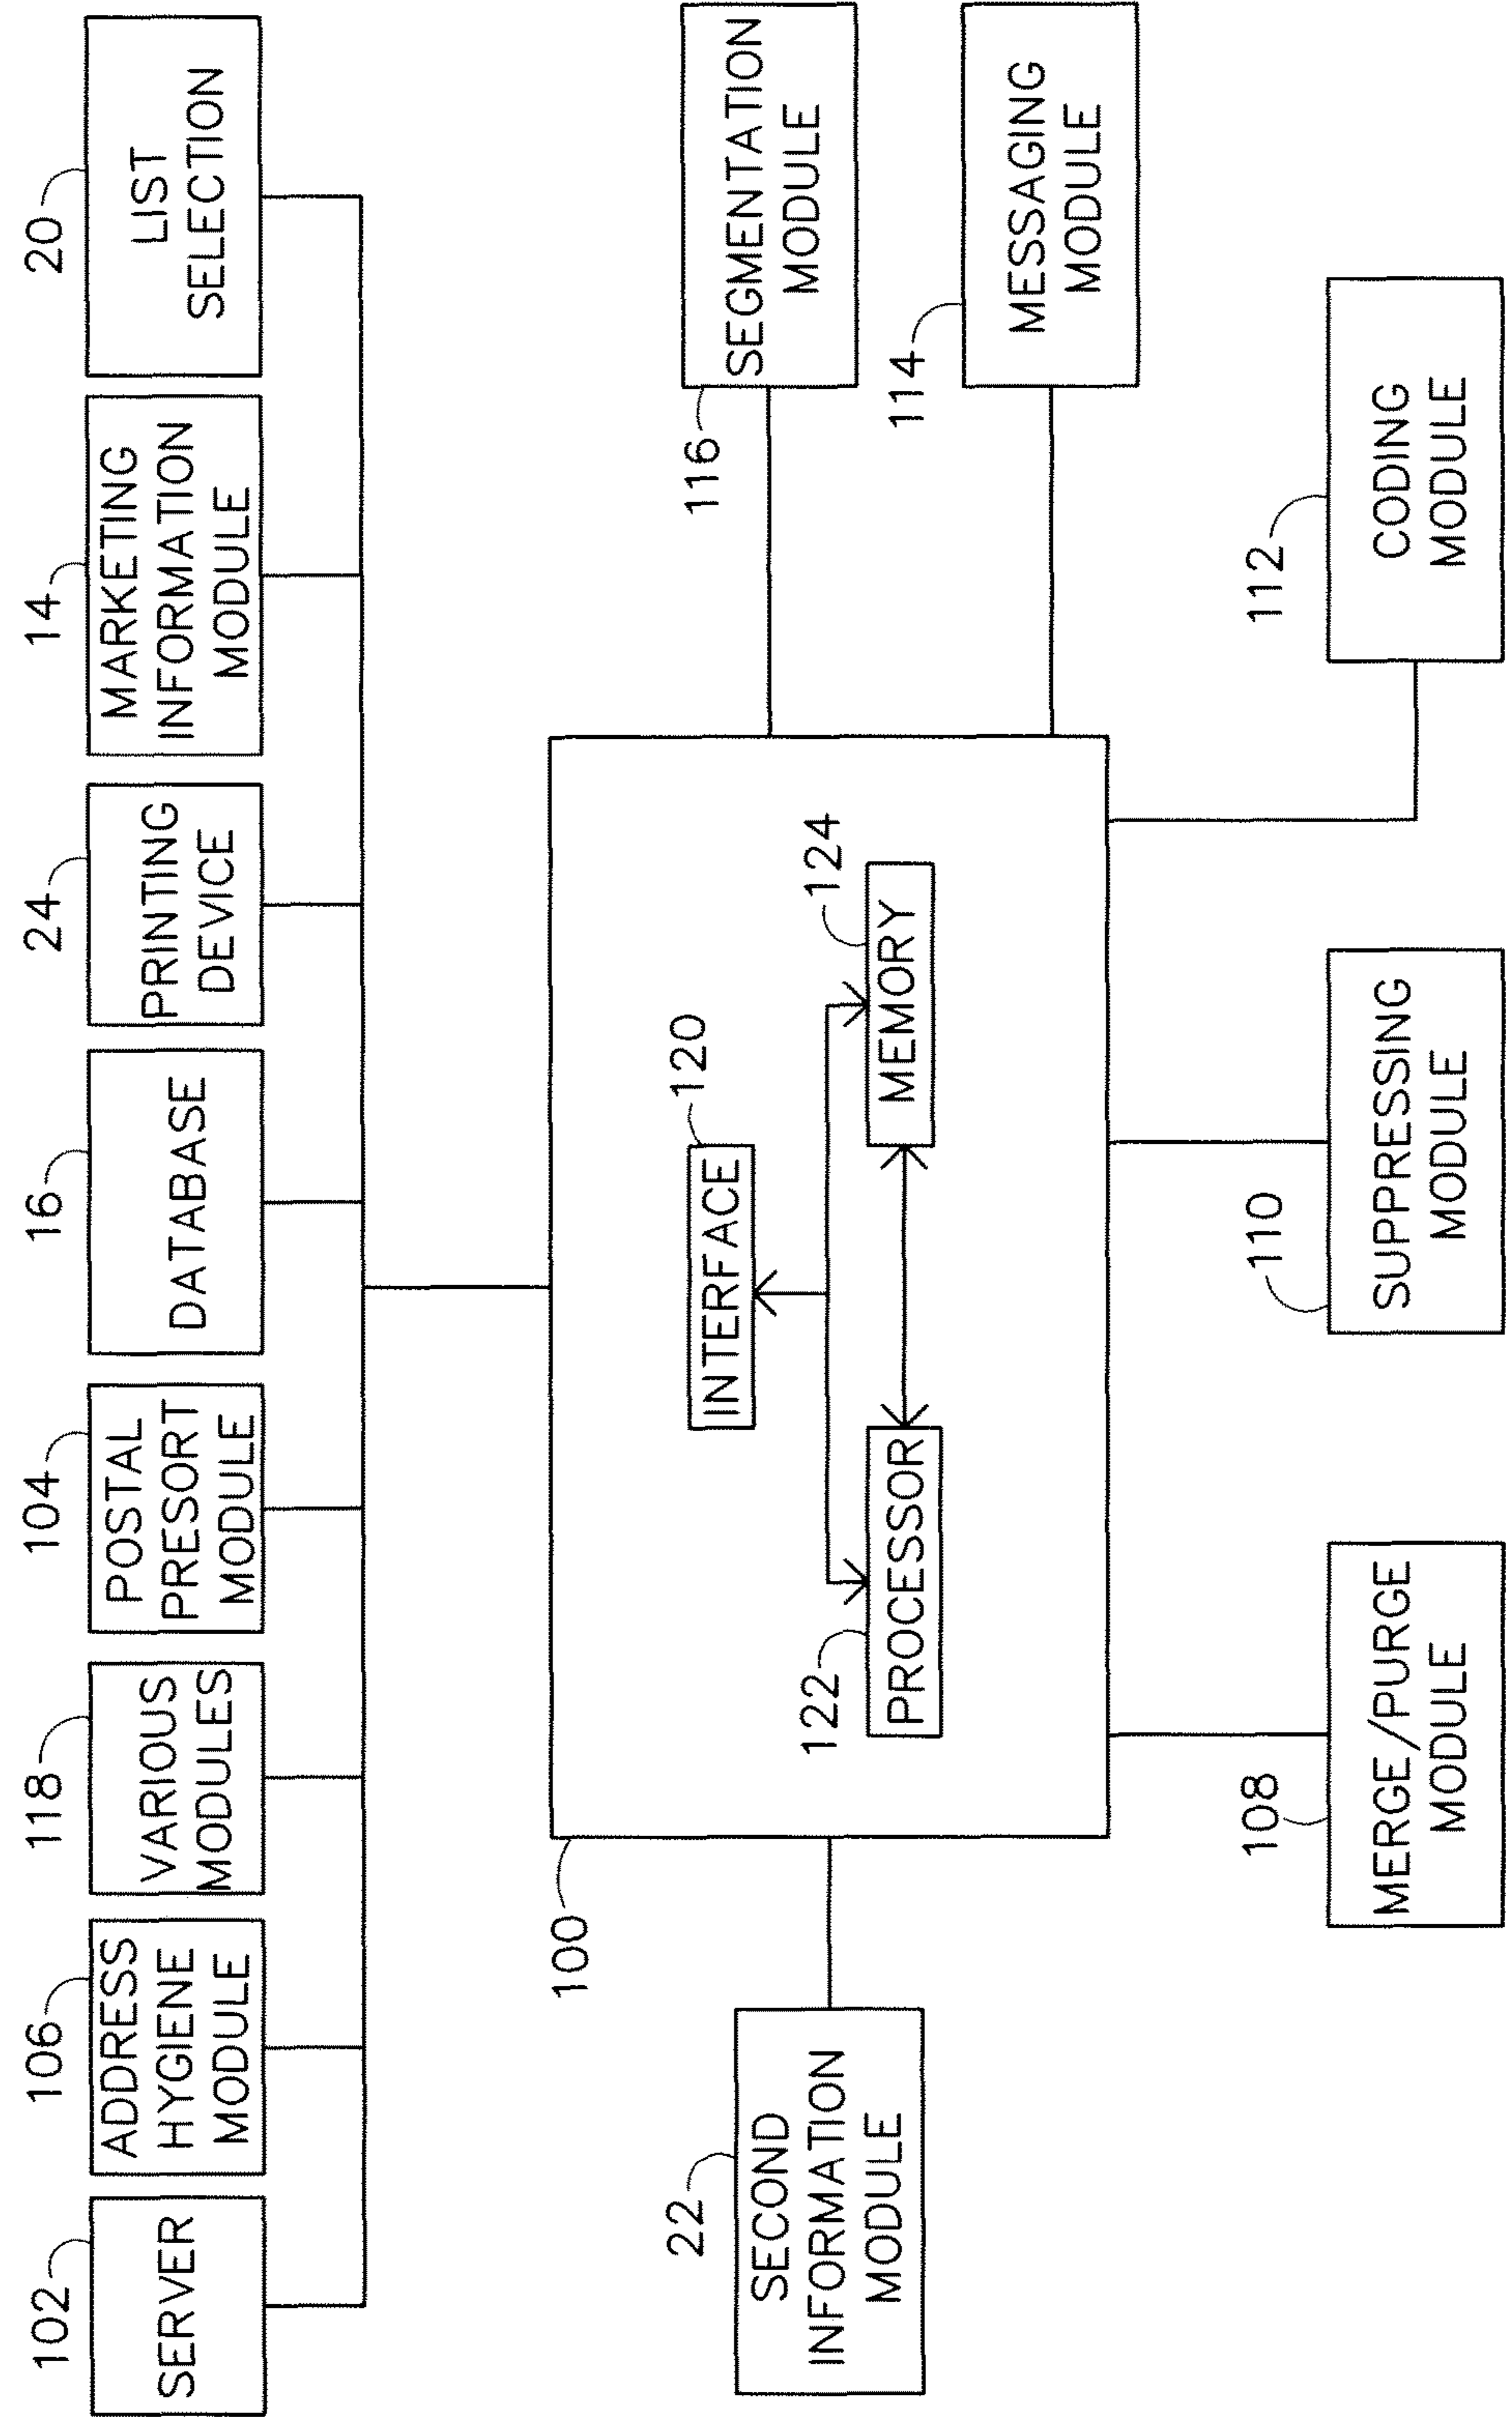 102
SERVER
106
ADDRESS
HYGIENE
MODULE
118
VARIOUS
MODULES
104
POSTAL
PRESORT
MODULE
16
DATABASE
24
PRINTING
DEVICE
14
MARKETING
INFORMATION
MODULE
20
LIST
SELECTION
22
SECOND
INFORMATION
MODULE
100
INTERFACE
120
122
PROCESSOR
124
MEMORY
116
SEGMENTATION
MODULE
114
MESSAGING
MODULE
108
MERGE/PURGE
MODULE
110
SUPPRESSING
MODULE
112
CODING
MODULE